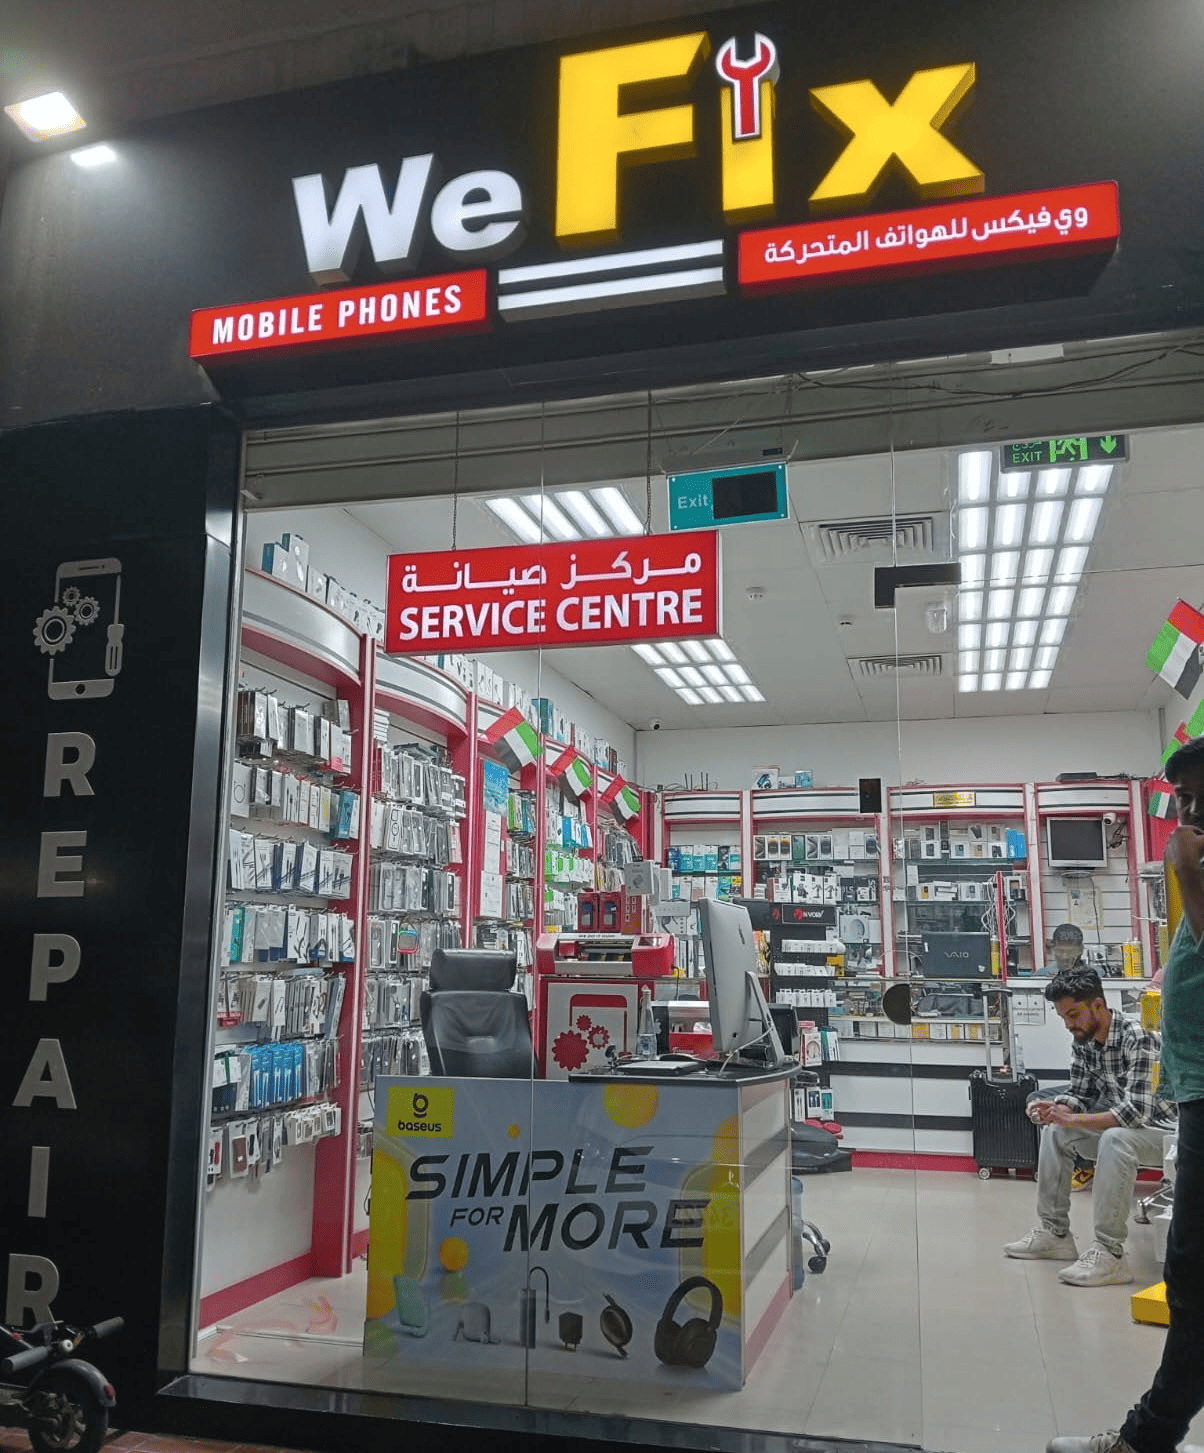 We Fix
MOBILE PHONES
وي فيكس للهواتف المتحركة
Exit
EXIT
مركز صيانة
SERVICE CENTRE
REPAIR
VAIO
baseus
SIMPLE
FOR MORE